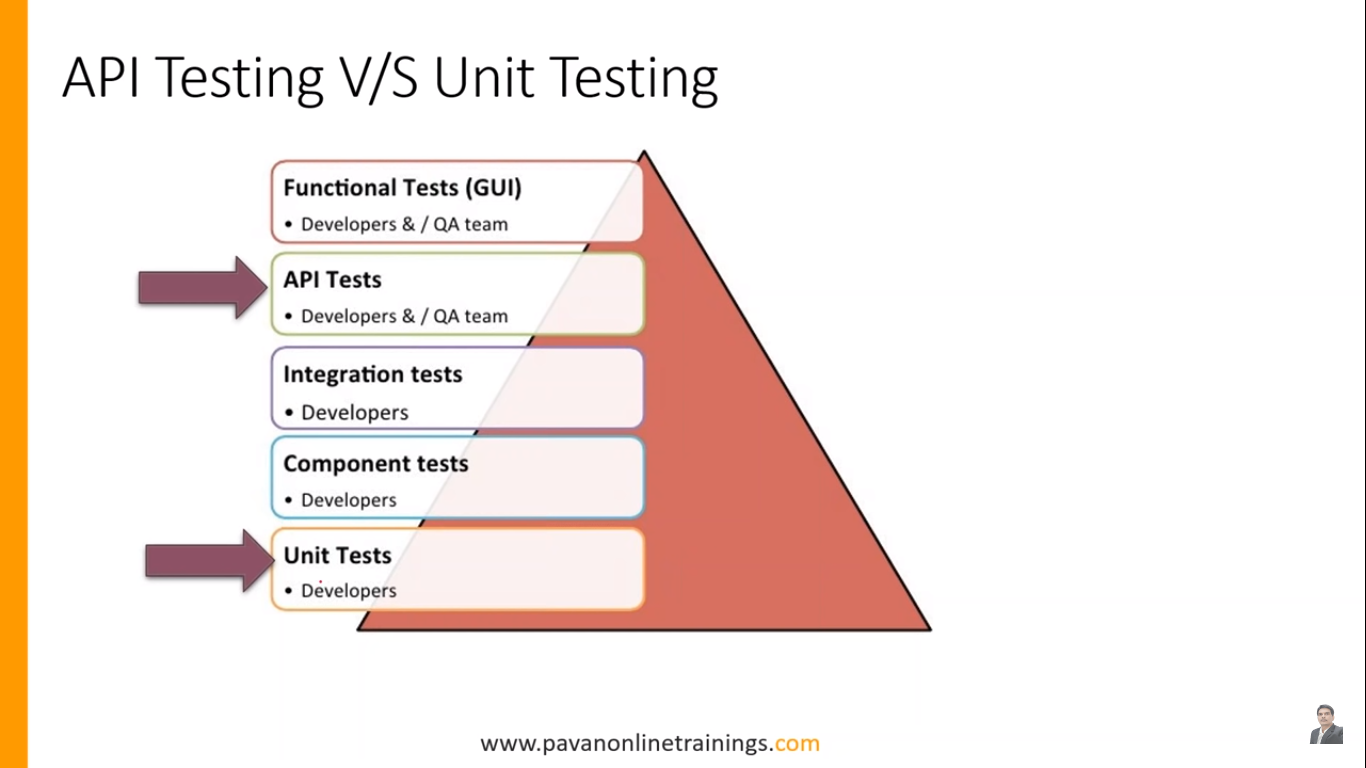 API Testing V/S Unit Testing
Functional Tests (GUI)
• Developers & / QA team
API Tests
• Developers & / QA team
Integration tests
• Developers
Component tests
• Developers
Unit Tests
• Developers
www.pavanonlinetrainings.com